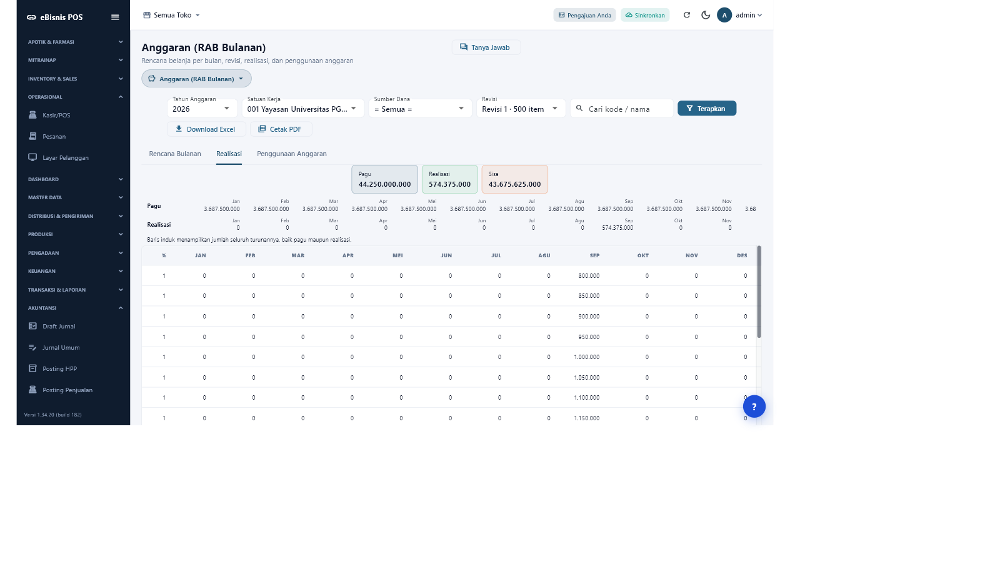 eBisnis POS
APOTIK & FARMASI
MITRAINAP
INVENTORY & SALES
OPERASIONAL
Kasir/POS
Pesanan
Layar Pelanggan
DASHBOARD
MASTER DATA
DISTRIBUSI & PENGIRIMAN
PRODUKSI
PENGADAAN
KEUANGAN
TRANSAKSI & LAPORAN
AKUNTANSI
Draft Jurnal
Jurnal Umum
Posting HPP
Posting Penjualan
Versi 1.34.20 (build 182)
Semua Toko
Pengajuan Anda
Sinkronkan
A
admin
Anggaran (RAB Bulanan)
Tanya Jawab
Rencana belanja per bulan, revisi, realisasi, dan penggunaan anggaran
Anggaran (RAB Bulanan)
Tahun Anggaran Satuan Kerja Sumber Dana Revisi
2026 001 Yayasan Universitas PG... = Semua = Revisi 1 · 500 item Cari kode / nama Terapkan
Download Excel Cetak PDF
Rencana Bulanan Realisasi Penggunaan Anggaran
Pagu Realisasi Sisa
44.250.000.000 574.375.000 43.675.625.000
Jan Feb Mar Apr Mei Jun Jul Agu Sep Okt Nov
Pagu 3.687.500.000 3.687.500.000 3.687.500.000 3.687.500.000 3.687.500.000 3.687.500.000 3.687.500.000 3.687.500.000 3.687.500.000 3.687.500.000 3.687.500.000 3.68
Jan Feb Mar Apr Mei Jun Jul Agu Sep Okt Nov
Realisasi 0 0 0 0 0 0 0 0 574.375.000 0 0
Baris induk menampilkan jumlah seluruh turunannya, baik pagu maupun realisasi.
% JAN FEB MAR APR MEI JUN JUL AGU SEP OKT NOV DES
1 0 0 0 0 0 0 0 0 800.000 0 0 0
1 0 0 0 0 0 0 0 0 850.000 0 0 0
1 0 0 0 0 0 0 0 0 900.000 0 0 0
1 0 0 0 0 0 0 0 0 950.000 0 0 0
1 0 0 0 0 0 0 0 0 1.000.000 0 0 0
1 0 0 0 0 0 0 0 0 1.050.000 0 0 0
1 0 0 0 0 0 0 0 0 1.100.000 0 0 0
1 0 0 0 0 0 0 0 0 1.150.000 0 0 0
?